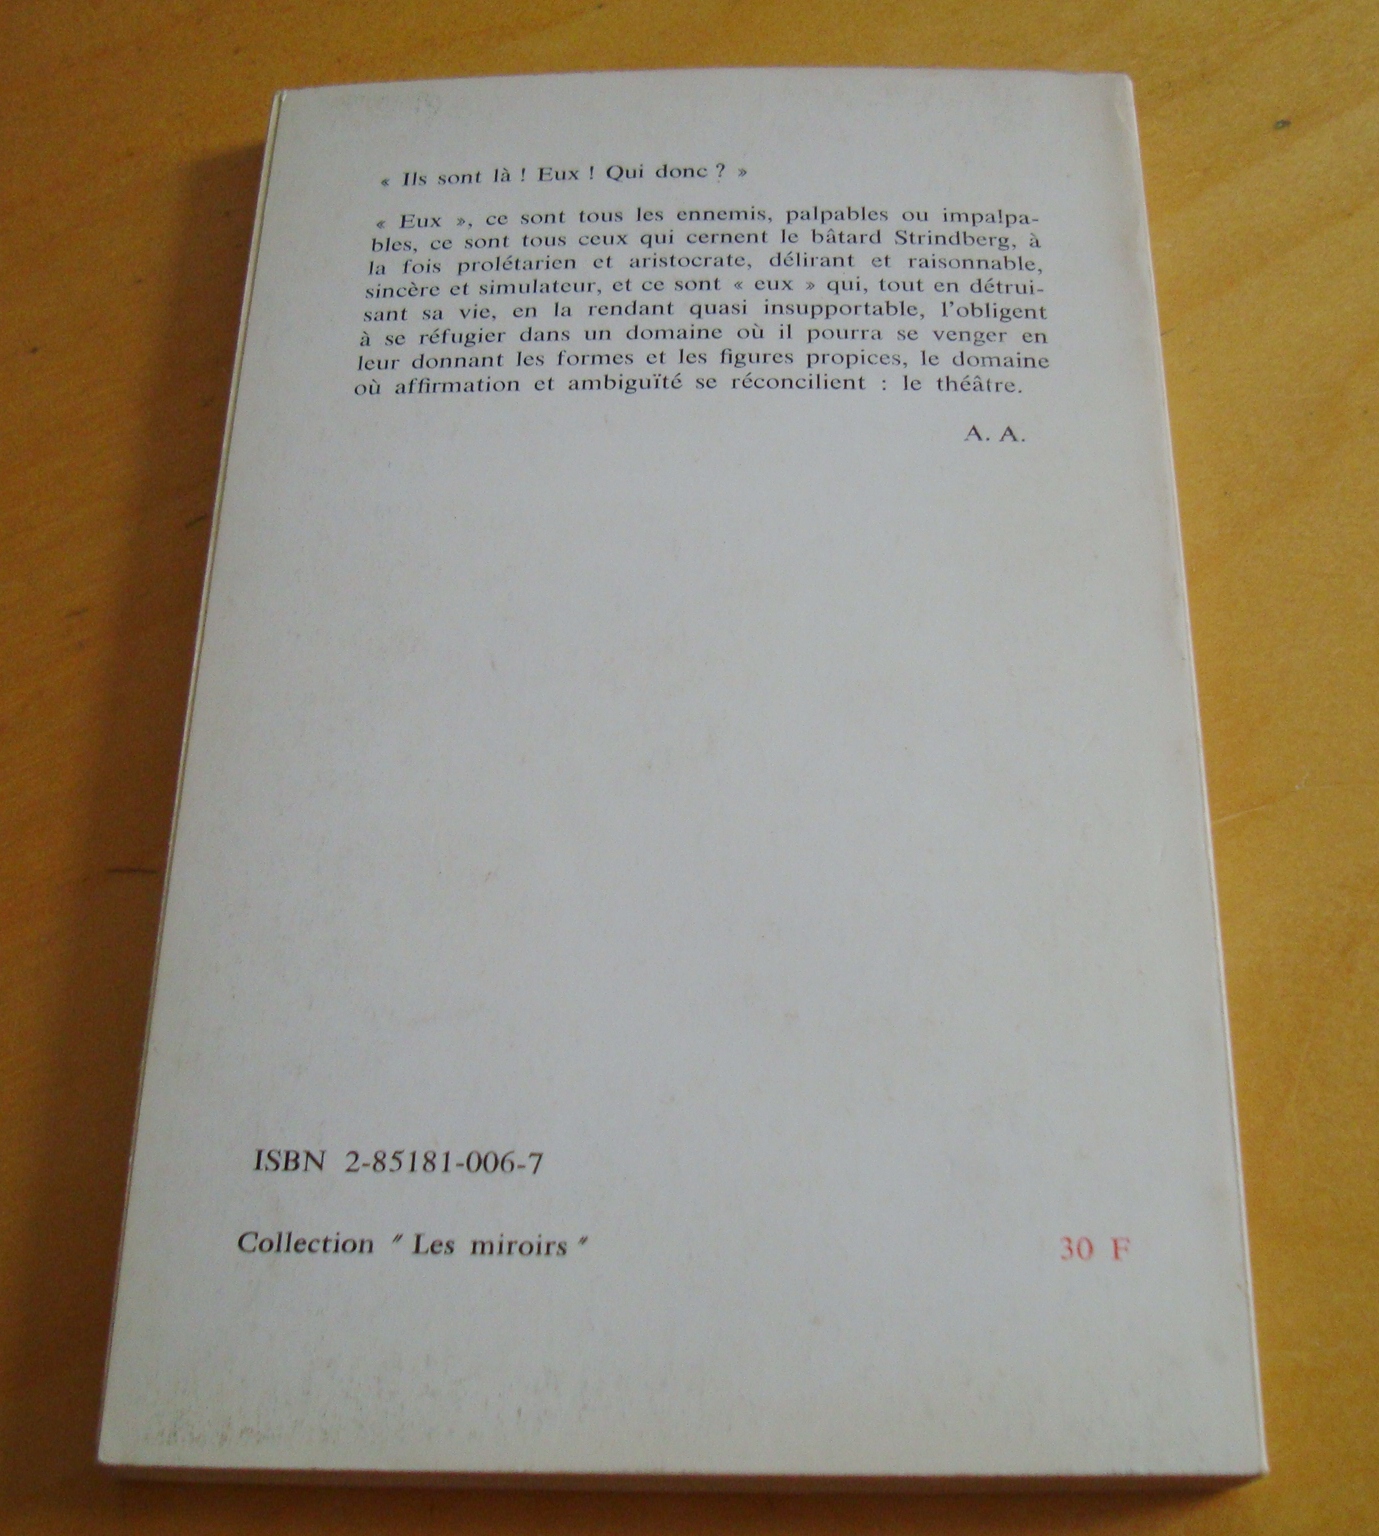 « Ils sont là ! Eux ! Qui donc ? »
« Eux », ce sont tous les ennemis, palpables ou impalpa-
bles, ce sont tous ceux qui cernent le bâtard Strindberg, à
la fois prolétarien et aristocrate, délirant et raisonnable,
sincère et simulateur, et ce sont « eux » qui, tout en détrui-
sant sa vie, en la rendant quasi insupportable, l'obligent
à se réfugier dans un domaine où il pourra se venger en
leur donnant les formes et les figures propices, le domaine
où affirmation et ambiguïté se réconcilient : le théâtre.
A. A.
ISBN 2-85181-006-7
Collection " Les miroirs "
30 F